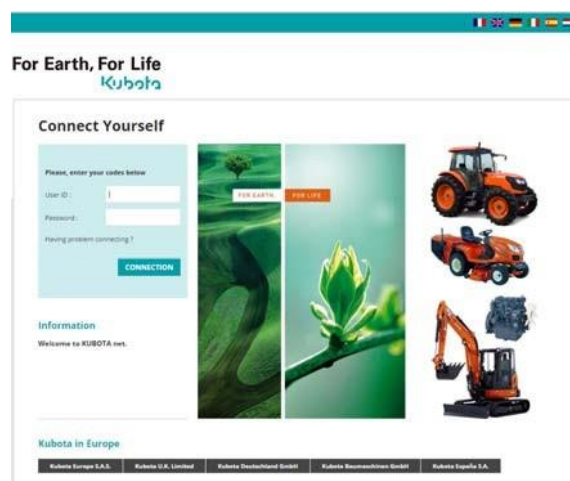 For Earth, For Life
Kubota
Connect Yourself
Please, enter your codes below
User ID :
Password :
Having problem connecting ?
CONNECTION
FOR EARTH,
FOR LIFE
Information
Welcome to KUBOTA net.
Kubota in Europe
Kubota Europe S.A.S.
Kubota U.K. Limited
Kubota Deutschland GmbH
Kubota Baumaschinen GmbH
Kubota España S.A.